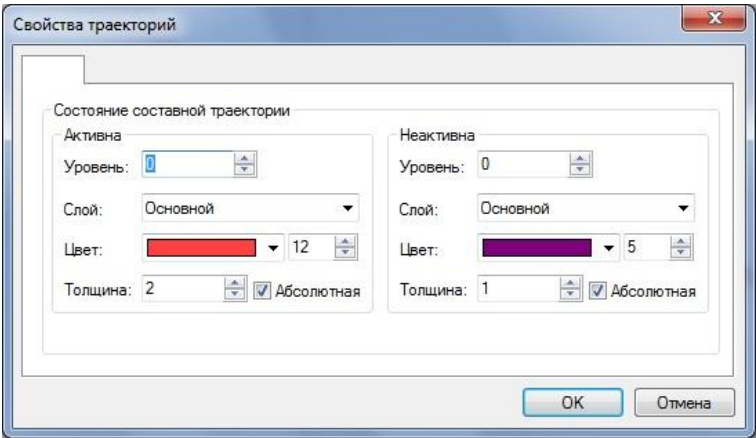 Свойства траекторий
Состояние составной траектории
Активна
Уровень: 0
Слой: Основной
Цвет: 12
Толщина: 2 Абсолютная
Неактивна
Уровень: 0
Слой: Основной
Цвет: 5
Толщина: 1 Абсолютная
OK Отмена